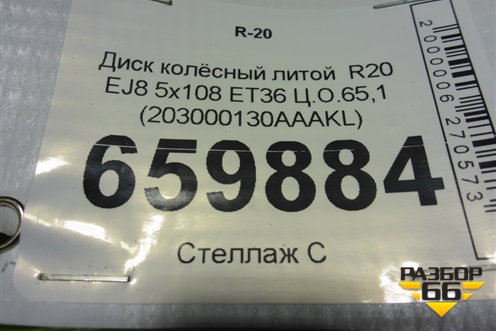 R-20
Диск колёсный литой R20
EJ8 5x108 ET36 Ц.О.65,1
(203000130AAAKL)
659884
Стеллаж С
2000006270573
РАЗБОР
66